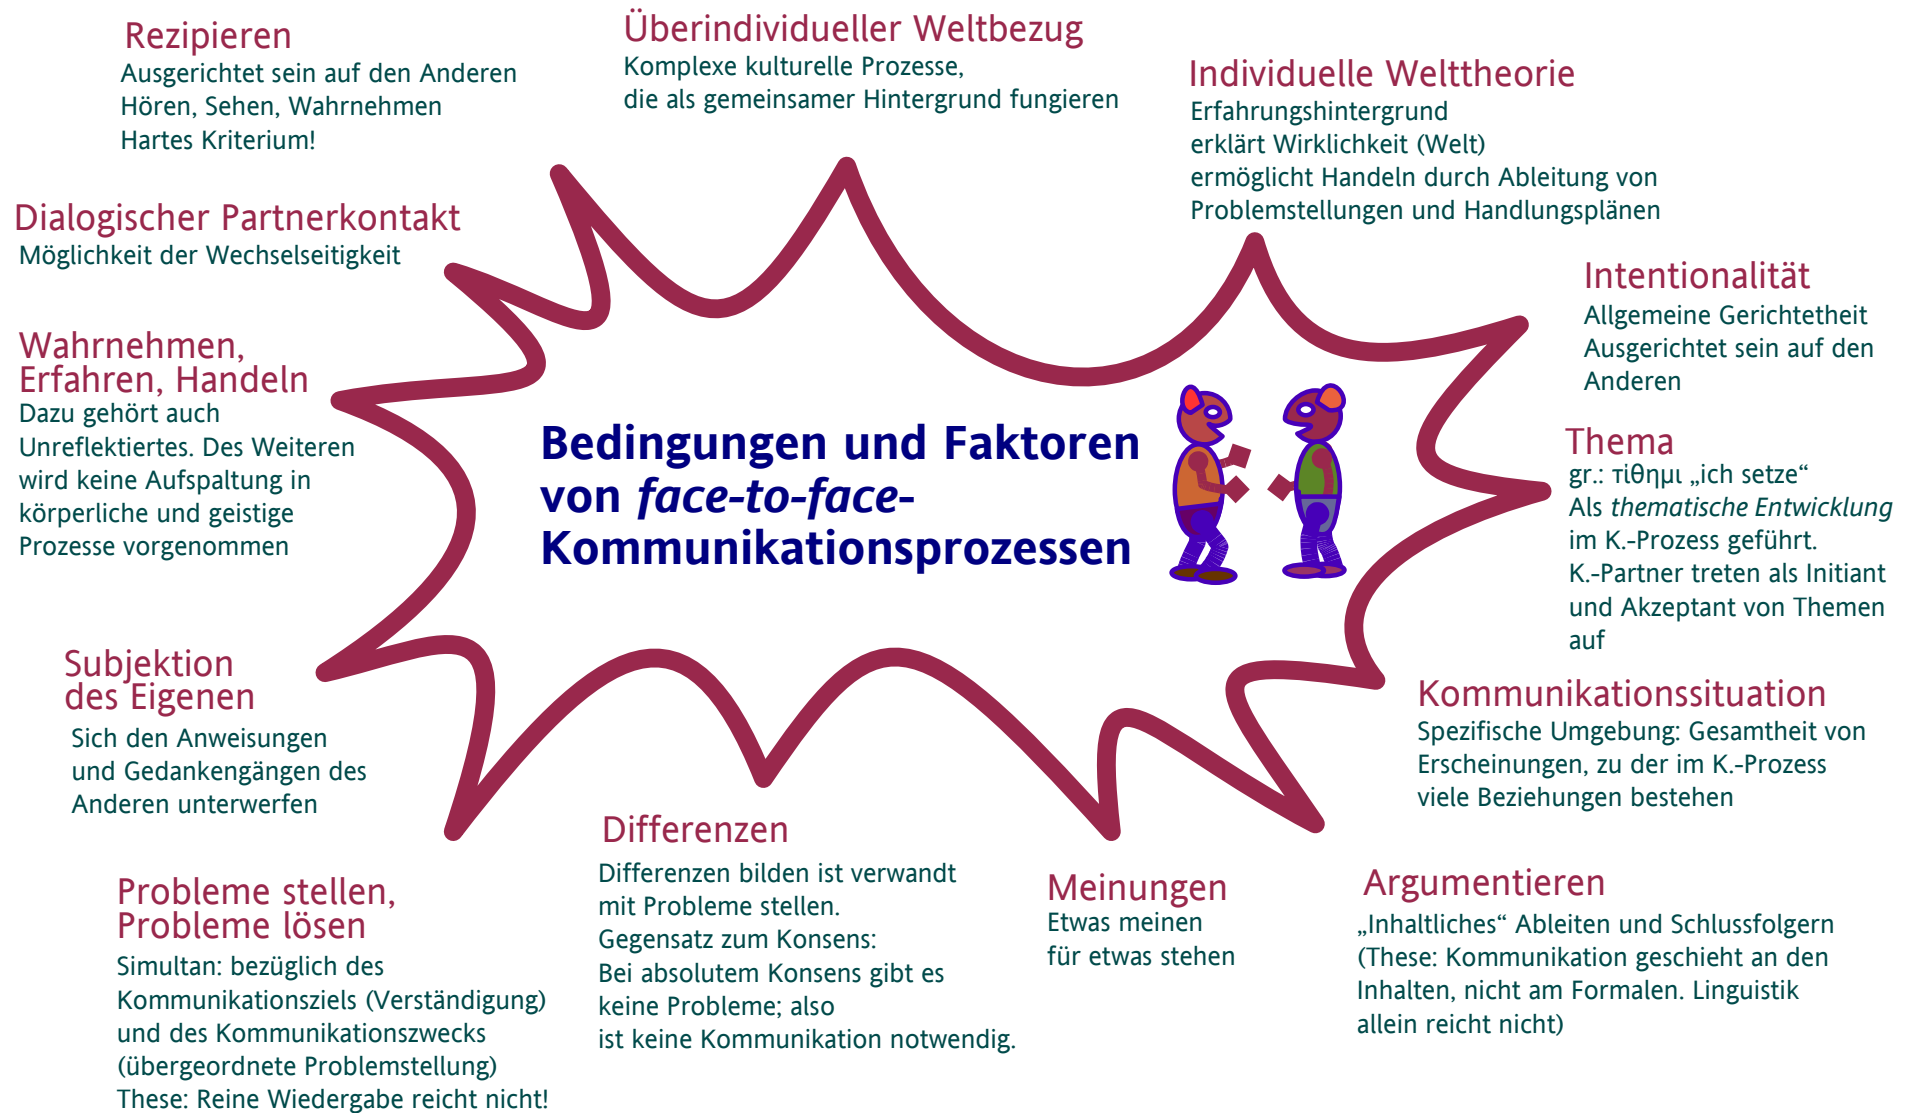 Rezipieren
Ausgerichtet sein auf den Anderen
Hören, Sehen, Wahrnehmen
Hartes Kriterium!
Überindividueller Weltbezug
Komplexe kulturelle Prozesse,
die als gemeinsamer Hintergrund fungieren
Individuelle Welttheorie
Erfahrungshintergrund
erklärt Wirklichkeit (Welt)
ermöglicht Handeln durch Ableitung von
Problemstellungen und Handlungsplänen
Dialogischer Partnerkontakt
Möglichkeit der Wechselseitigkeit
Intentionalität
Allgemeine Gerichtetheit
Ausgerichtet sein auf den
Anderen
Wahrnehmen,
Erfahren, Handeln
Dazu gehört auch
Unreflektiertes. Des Weiteren
wird keine Aufspaltung in
körperliche und geistige
Prozesse vorgenommen
Bedingungen und Faktoren
von face-to-face-
Kommunikationsprozessen
Thema
gr.: τίθημι „ich setze“
Als thematische Entwicklung
im K.-Prozess geführt.
K.-Partner treten als Initiant
und Akzeptant von Themen
auf
Subjektion
des Eigenen
Sich den Anweisungen
und Gedankengängen des
Anderen unterwerfen
Kommunikationssituation
Spezifische Umgebung: Gesamtheit von
Erscheinungen, zu der im K.-Prozess
viele Beziehungen bestehen
Probleme stellen,
Probleme lösen
Simultan: bezüglich des
Kommunikationsziels (Verständigung)
und des Kommunikationszwecks
(übergeordnete Problemstellung)
These: Reine Wiedergabe reicht nicht!
Differenzen
Differenzen bilden ist verwandt
mit Probleme stellen.
Gegensatz zum Konsens:
Bei absolutem Konsens gibt es
keine Probleme; also
ist keine Kommunikation notwendig.
Meinungen
Etwas meinen
für etwas stehen
Argumentieren
„Inhaltliches“ Ableiten und Schlussfolgern
(These: Kommunikation geschieht an den
Inhalten, nicht am Formalen. Linguistik
allein reicht nicht)